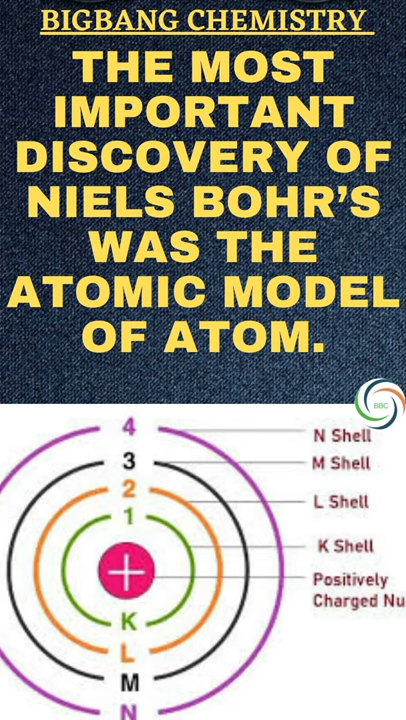 BIGBANG CHEMISTRY
THE MOST
IMPORTANT
DISCOVERY OF
NIELS BOHR’S
WAS THE
ATOMIC MODEL
OF ATOM.
BBC
4
N Shell
3
M Shell
2
L Shell
1
K Shell
+
Positively
Charged Nu
K
L
M
N